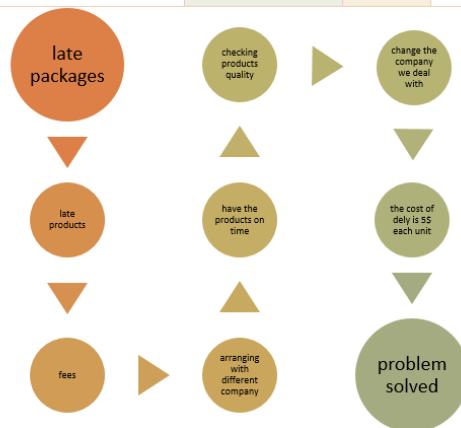 late
packages
late
products
fees
arranging
with
different
company
have the
products on
time
checking
products
quality
change the
company
we deal
with
the cost of
dely is 5$
each unit
problem
solved